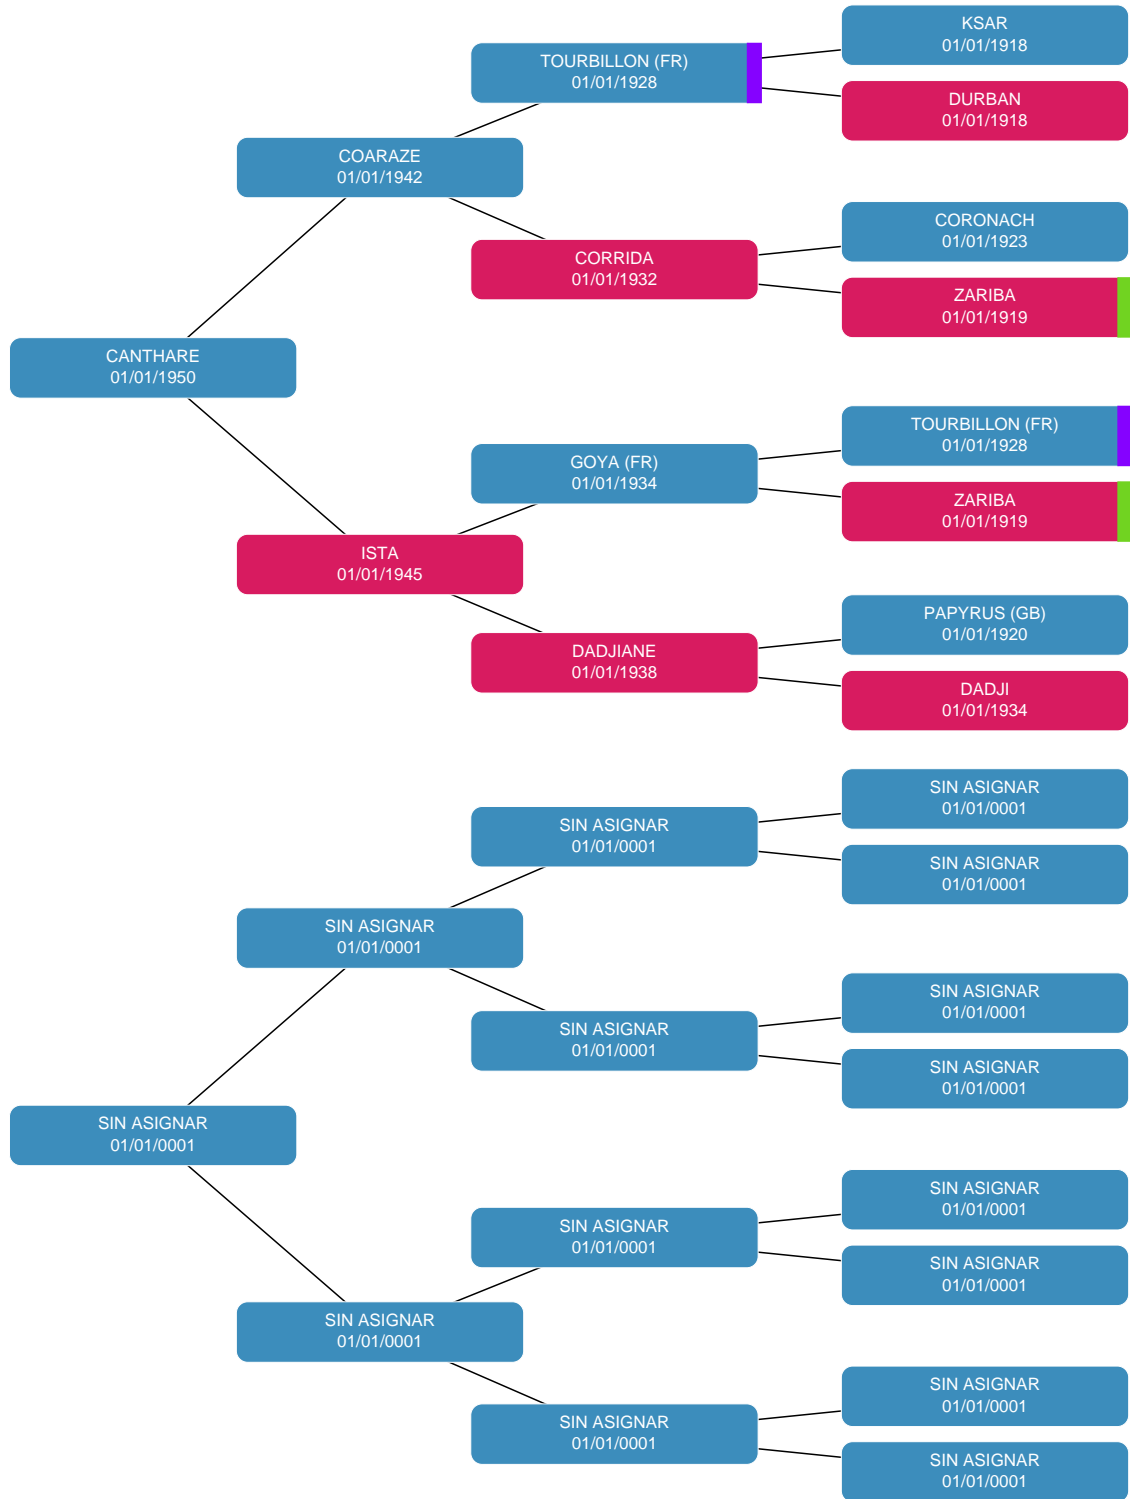 KSAR
01/01/1918
TOURBILLON (FR)
01/01/1928
DURBAN
01/01/1918
COARAZE
01/01/1942
CORONACH
01/01/1923
CORRIDA
01/01/1932
ZARIBA
01/01/1919
CANTHARE
01/01/1950
TOURBILLON (FR)
01/01/1928
GOYA (FR)
01/01/1934
ZARIBA
01/01/1919
ISTA
01/01/1945
PAPYRUS (GB)
01/01/1920
DADJIANE
01/01/1938
DADJI
01/01/1934
SIN ASIGNAR
01/01/0001
SIN ASIGNAR
01/01/0001
SIN ASIGNAR
01/01/0001
SIN ASIGNAR
01/01/0001
SIN ASIGNAR
01/01/0001
SIN ASIGNAR
01/01/0001
SIN ASIGNAR
01/01/0001
SIN ASIGNAR
01/01/0001
SIN ASIGNAR
01/01/0001
SIN ASIGNAR
01/01/0001
SIN ASIGNAR
01/01/0001
SIN ASIGNAR
01/01/0001
SIN ASIGNAR
01/01/0001
SIN ASIGNAR
01/01/0001
SIN ASIGNAR
01/01/0001